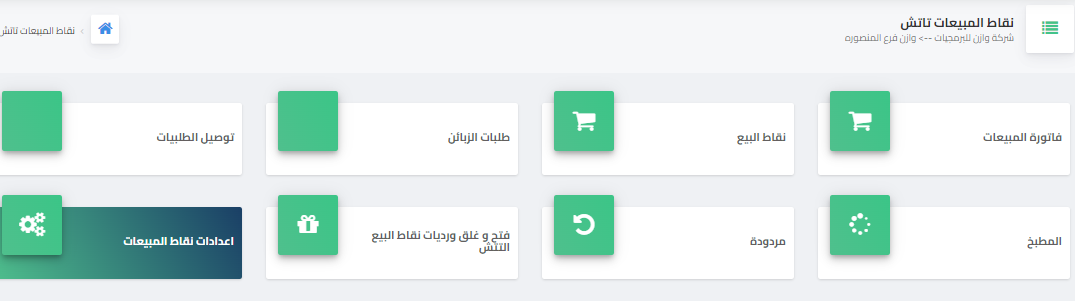 نقاط المبيعات تاتش
شركة وازن للبرمجيات --> وازن فرع المنصوره
نقاط المبيعات تاتش
فاتورة المبيعات
نقاط البيع
طلبات الزبائن
توصيل الطلبيات
المطبخ
مردودة
فتح و غلق ورديات نقاط البيع
التتش
اعدادات نقاط المبيعات